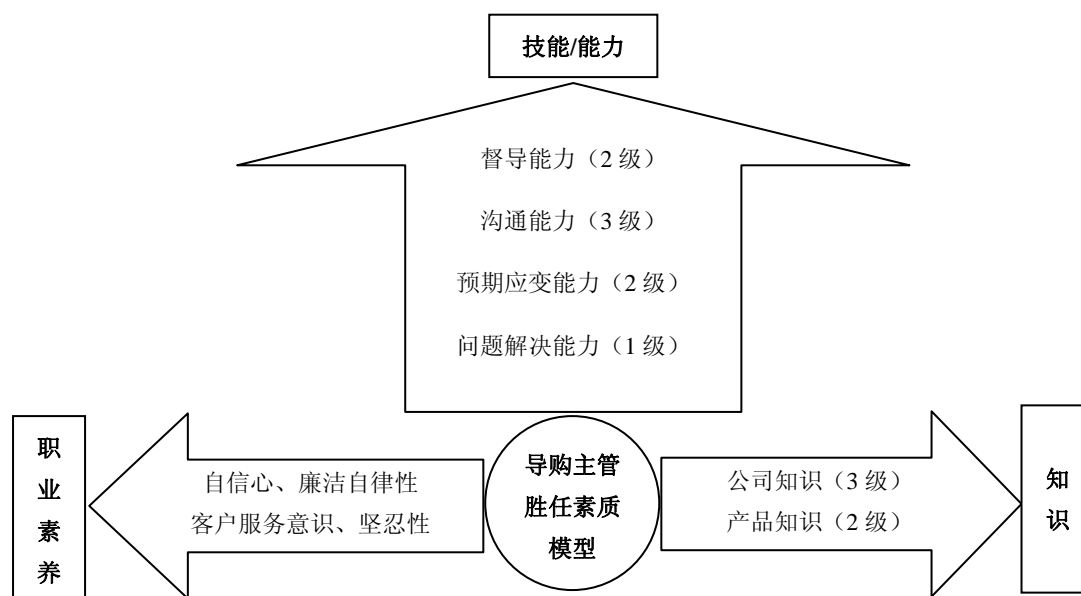 技能/能力
督导能力（2 级）
沟通能力（3 级）
预期应变能力（2 级）
问题解决能力（1 级）
职
业
素
养
自信心、廉洁自律性
客户服务意识、坚忍性
导购主管
胜任素质
模型
公司知识（3 级）
产品知识（2 级）
知
识